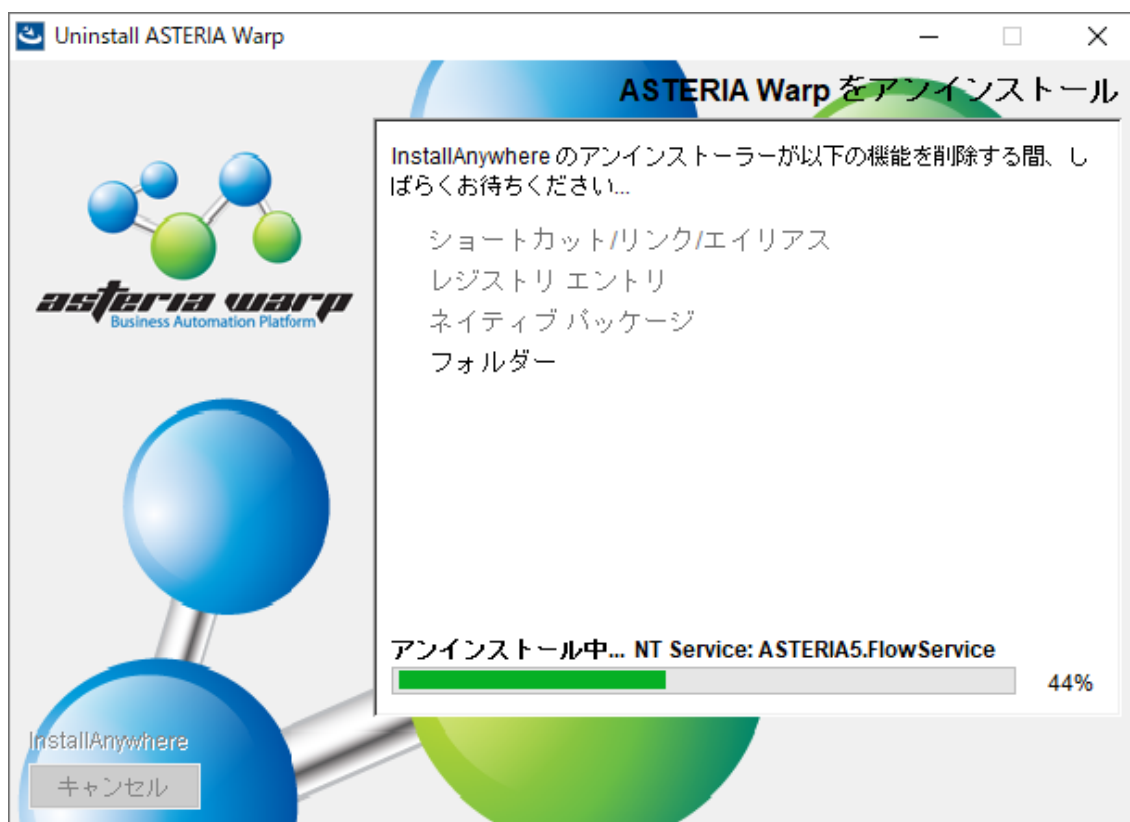 Uninstall ASTERIA Warp
ASTERIA Warp をアンインストール
InstallAnywhere のアンインストーラーが以下の機能を削除する間、し
ばらくお待ちください...
ショートカット/リンク/エイリアス
レジストリ エントリ
ネイティブ パッケージ
フォルダー
asteria warp
Business Automation Platform
アンインストール中... NT Service: ASTERIA5.FlowService
44%
InstallAnywhere
キャンセル